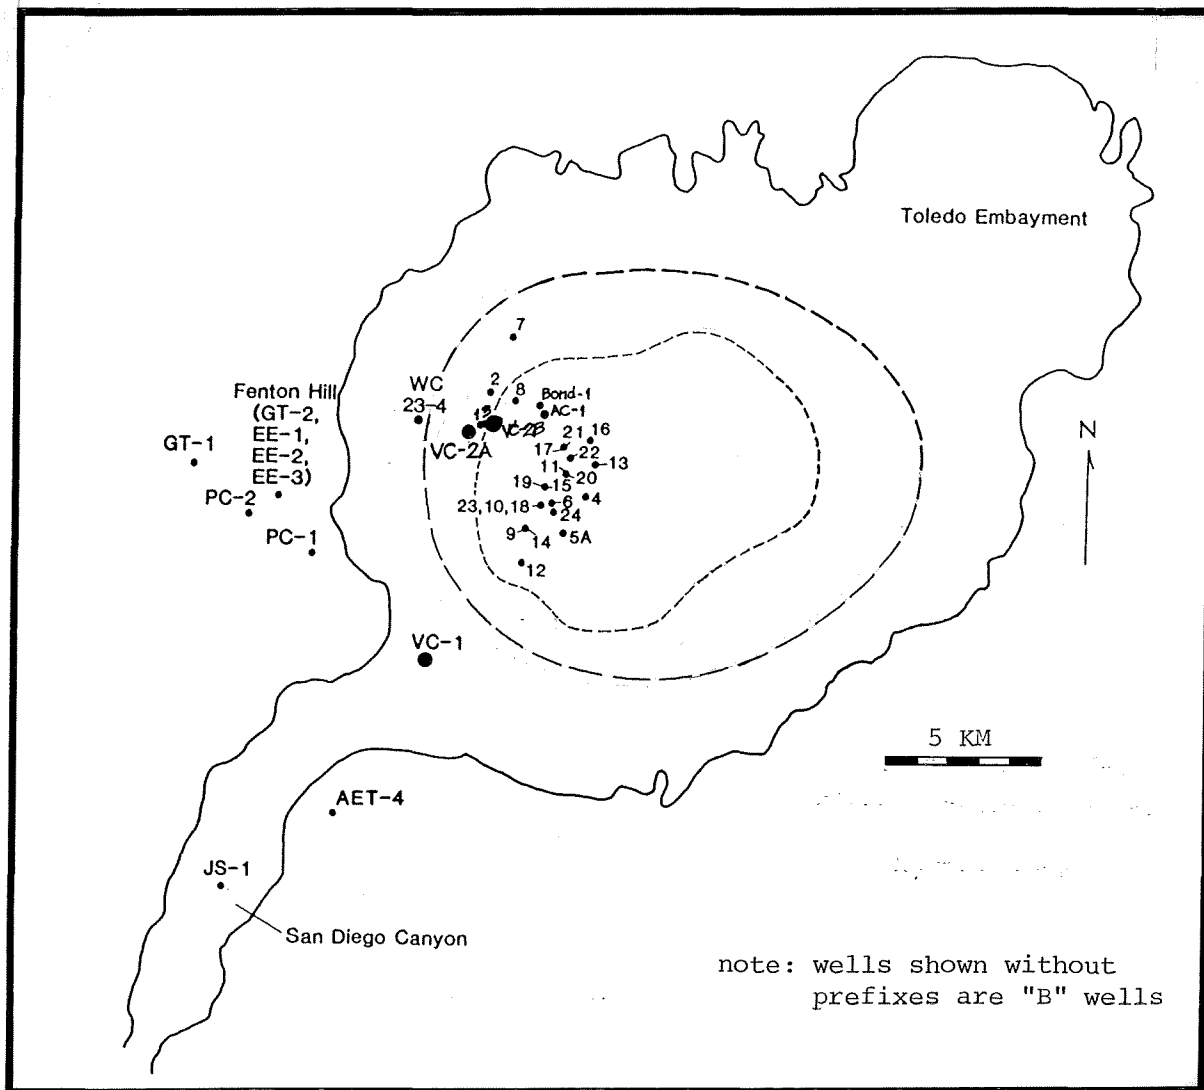 Toledo Embayment
7
WC
23-4
2
8
Bond-1
AC-1
Fenton Hill
(GT-2,
EE-1,
EE-2,
EE-3)
GT-1
PC-2
PC-1
13
VC-2B
VC-2A
21
16
17
22
13
11
20
19
15
6
4
23,10,18
24
9
14
5A
12
N
VC-1
5 KM
AET-4
JS-1
San Diego Canyon
note: wells shown without
prefixes are "B" wells